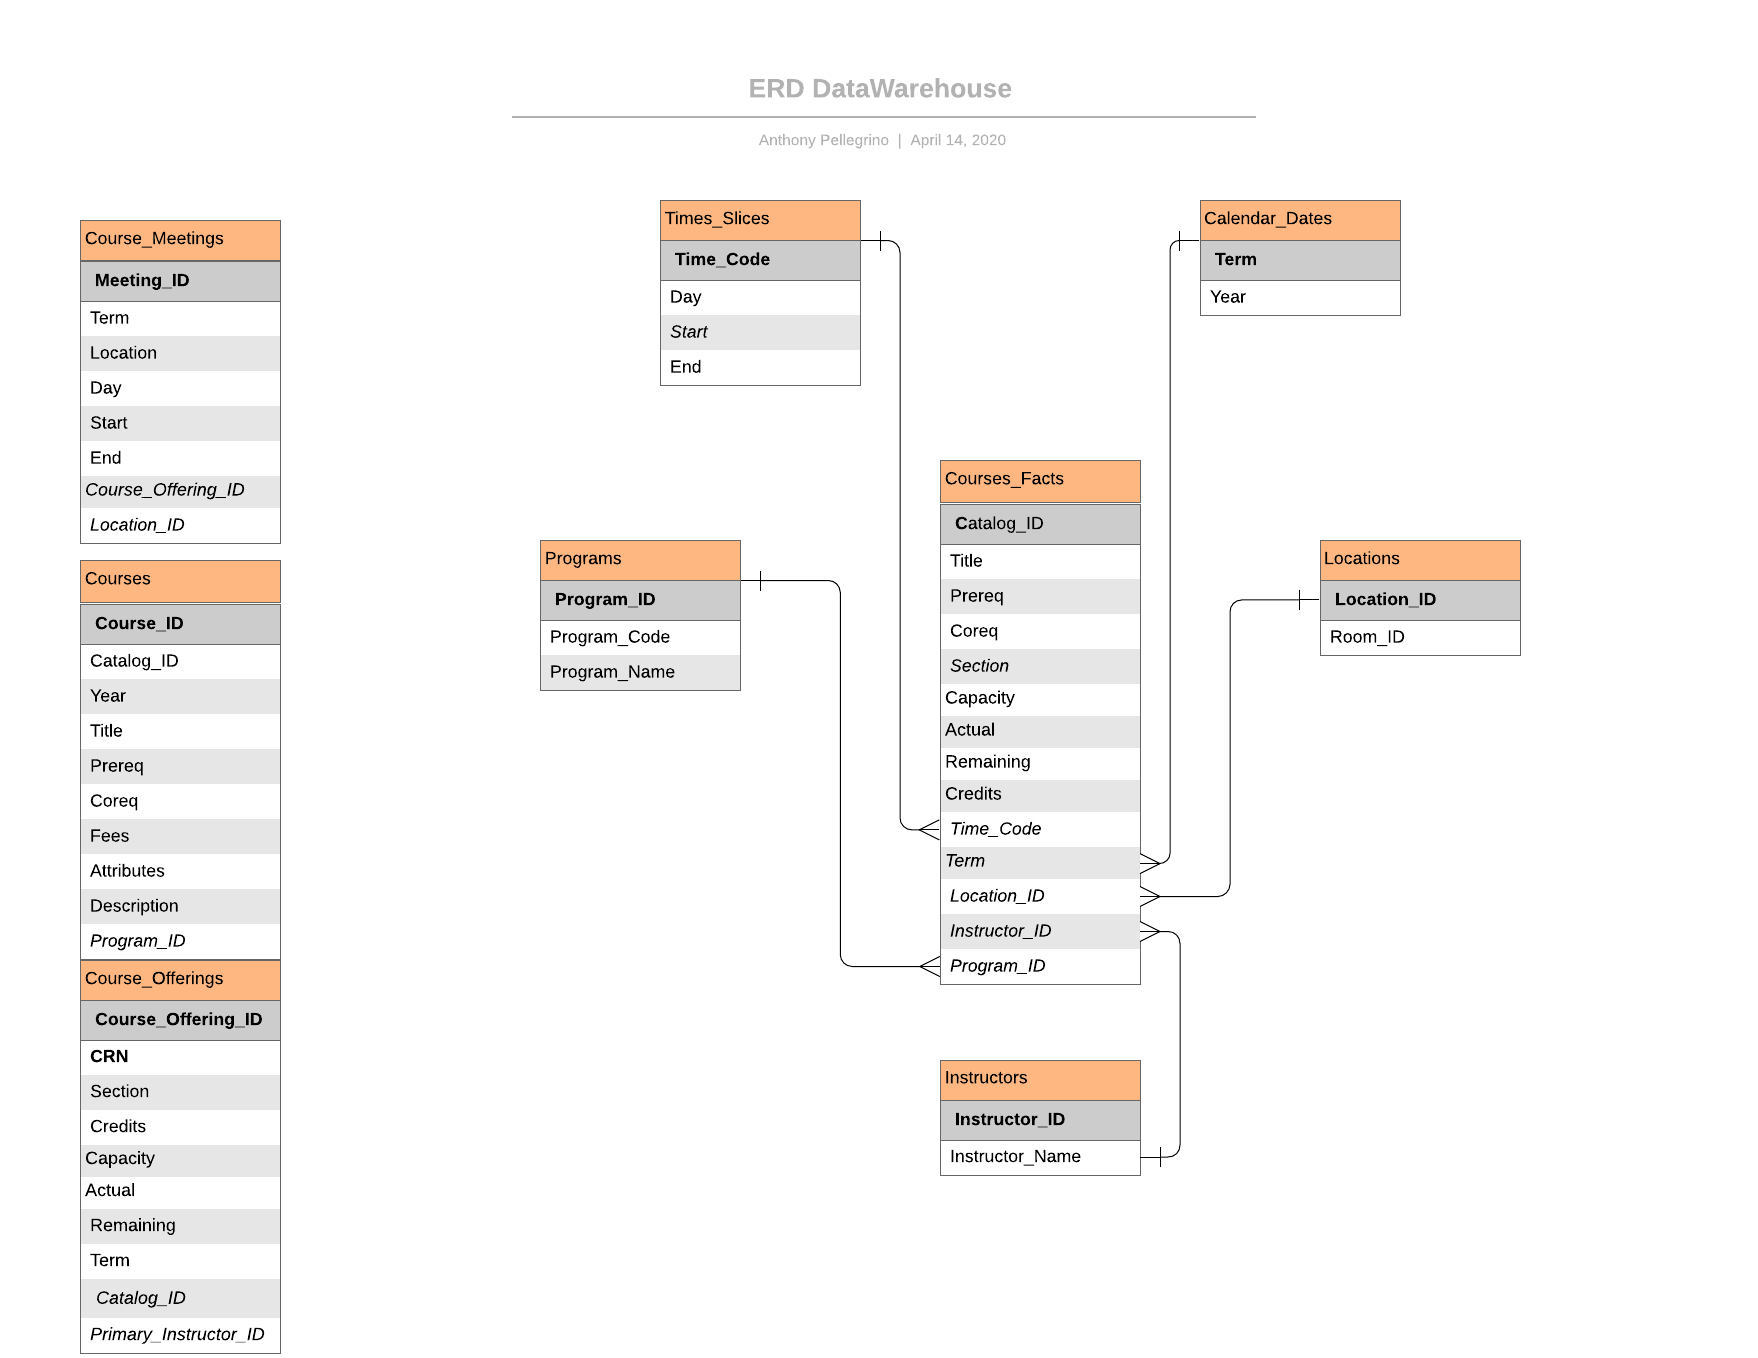 ERD DataWarehouse
Anthony Pellegrino | April 14, 2020
Course_Meetings
Meeting_ID
Term
Location
Day
Start
End
Course_Offering_ID
Location_ID
Courses
Course_ID
Catalog_ID
Year
Title
Prereq
Coreq
Fees
Attributes
Description
Program_ID
Course_Offerings
Course_Offering_ID
CRN
Section
Credits
Capacity
Actual
Remaining
Term
Catalog_ID
Primary_Instructor_ID
Times_Slices
Time_Code
Day
Start
End
Programs
Program_ID
Program_Code
Program_Name
Courses_Facts
Catalog_ID
Title
Prereq
Coreq
Section
Capacity
Actual
Remaining
Credits
Time_Code
Term
Location_ID
Instructor_ID
Program_ID
Instructors
Instructor_ID
Instructor_Name
Calendar_Dates
Term
Year
Locations
Location_ID
Room_ID